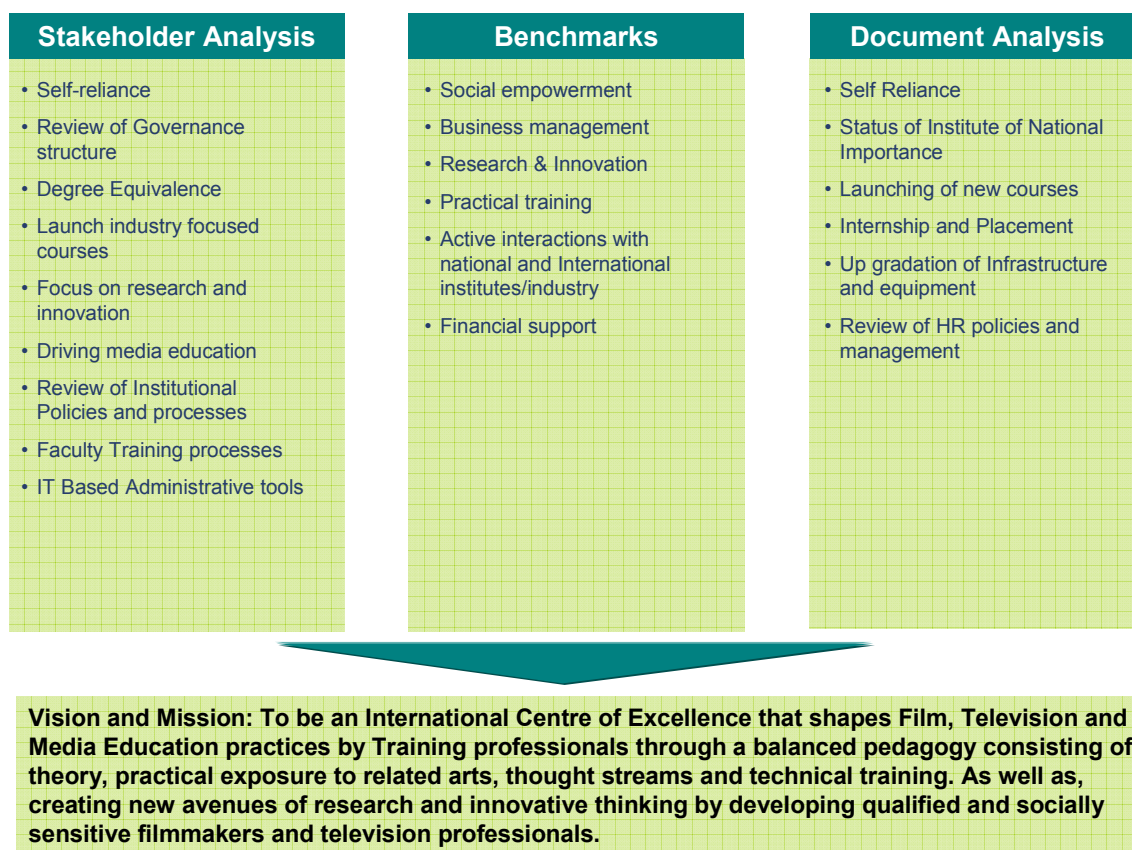 Stakeholder Analysis
• Self-reliance
• Review of Governance
structure
• Degree Equivalence
• Launch industry focused
courses
• Focus on research and
innovation
• Driving media education
• Review of Institutional
Policies and processes
• Faculty Training processes
• IT Based Administrative tools
Benchmarks
• Social empowerment
• Business management
• Research & Innovation
• Practical training
• Active interactions with
national and International
institutes/industry
• Financial support
Document Analysis
• Self Reliance
• Status of Institute of National
Importance
• Launching of new courses
• Internship and Placement
• Up gradation of Infrastructure
and equipment
• Review of HR policies and
management
Vision and Mission: To be an International Centre of Excellence that shapes Film, Television and
Media Education practices by Training professionals through a balanced pedagogy consisting of
theory, practical exposure to related arts, thought streams and technical training. As well as,
creating new avenues of research and innovative thinking by developing qualified and socially
sensitive filmmakers and television professionals.